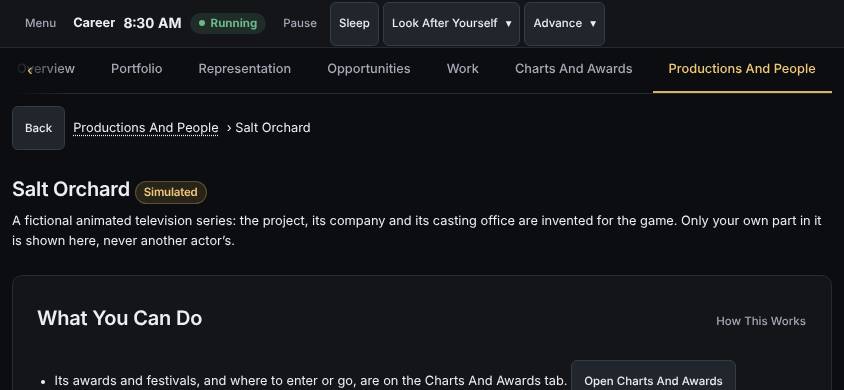 Menu Career 8:30 AM Running Pause Sleep Look After Yourself Advance
Overview Portfolio Representation Opportunities Work Charts And Awards Productions And People
Back Productions And People › Salt Orchard
Salt Orchard Simulated
A fictional animated television series: the project, its company and its casting office are invented for the game. Only your own part in it
is shown here, never another actor’s.
What You Can Do How This Works
• Its awards and festivals, and where to enter or go, are on the Charts And Awards tab. Open Charts And Awards